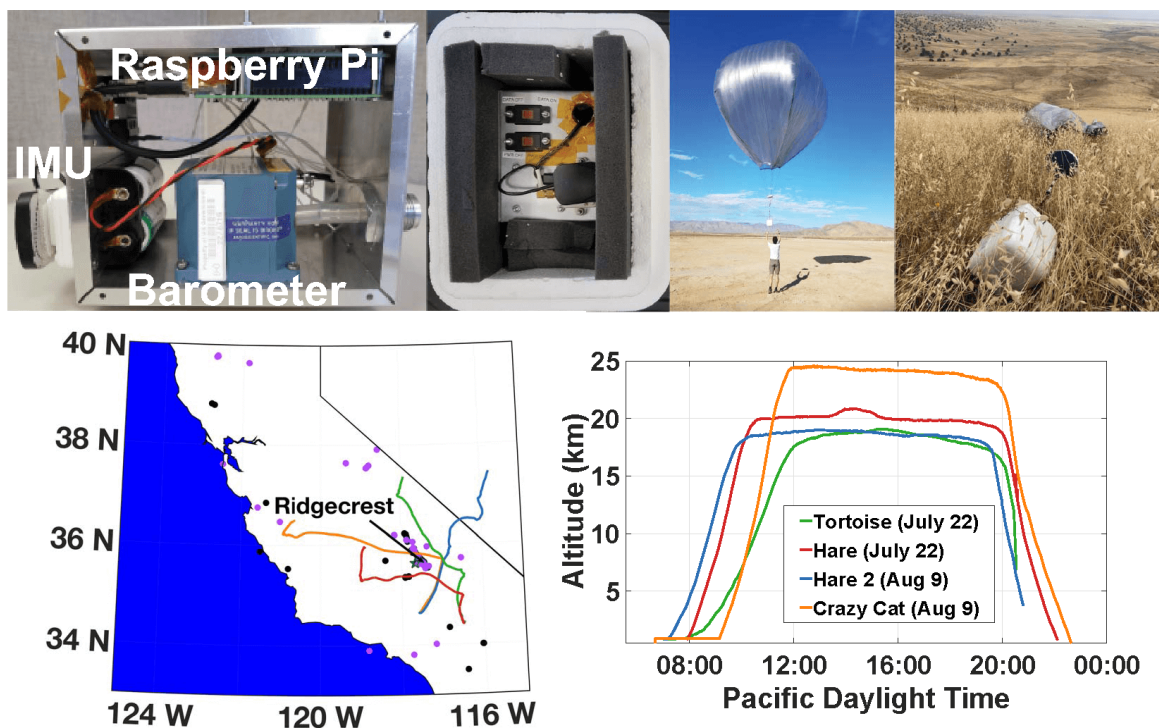 Raspberry Pi
IMU
Barometer
40 N
38 N
36 N
34 N
124 W
120 W
116 W
Ridgecrest
Altitude (km)
25
20
15
10
5
Tortoise (July 22)
Hare (July 22)
Hare 2 (Aug 9)
Crazy Cat (Aug 9)
08:00
12:00
16:00
20:00
00:00
Pacific Daylight Time